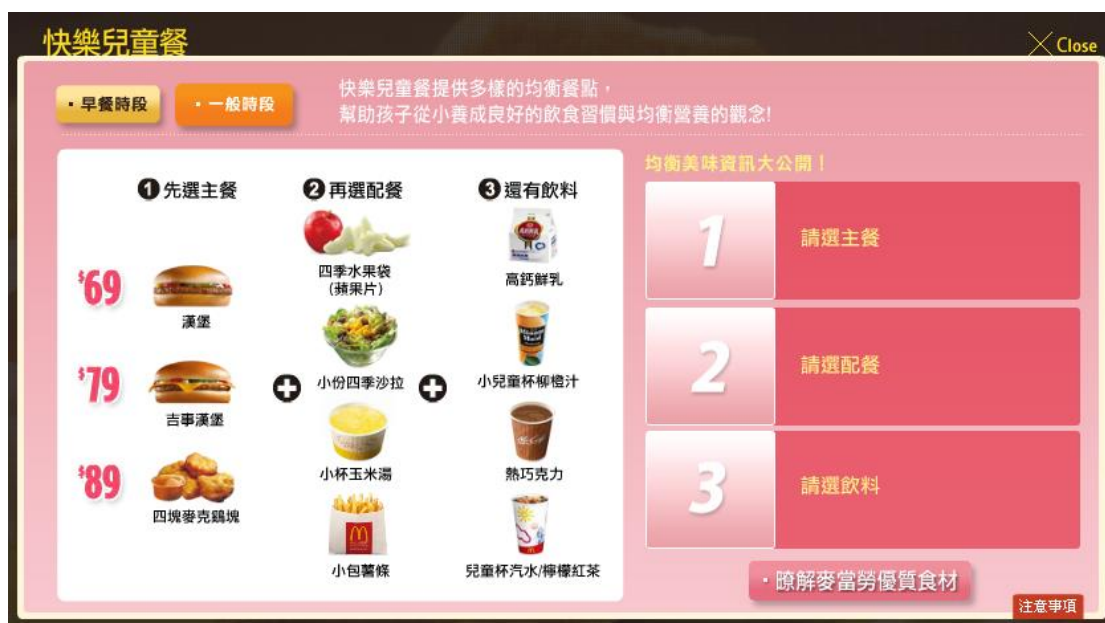 快樂兒童餐
Close
・早餐時段
・一般時段
快樂兒童餐提供多樣的均衡餐點,
幫助孩子從小養成良好的飲食習慣與均衡營養的觀念!
1 先選主餐
2 再選配餐
3 還有飲料
$69
漢堡
$79
吉事漢堡
$89
四塊麥克鷄塊
四季水果袋
(蘋果片)
小份四季沙拉
小杯玉米湯
小包薯條
高鈣鮮乳
Minute
Maid
小兒童杯柳橙汁
熱巧克力
兒童杯汽水/檸檬紅茶
均衡美味資訊大公開!
1
請選主餐
2
請選配餐
3
請選飲料
・瞭解麥當勞優質食材
注意事項